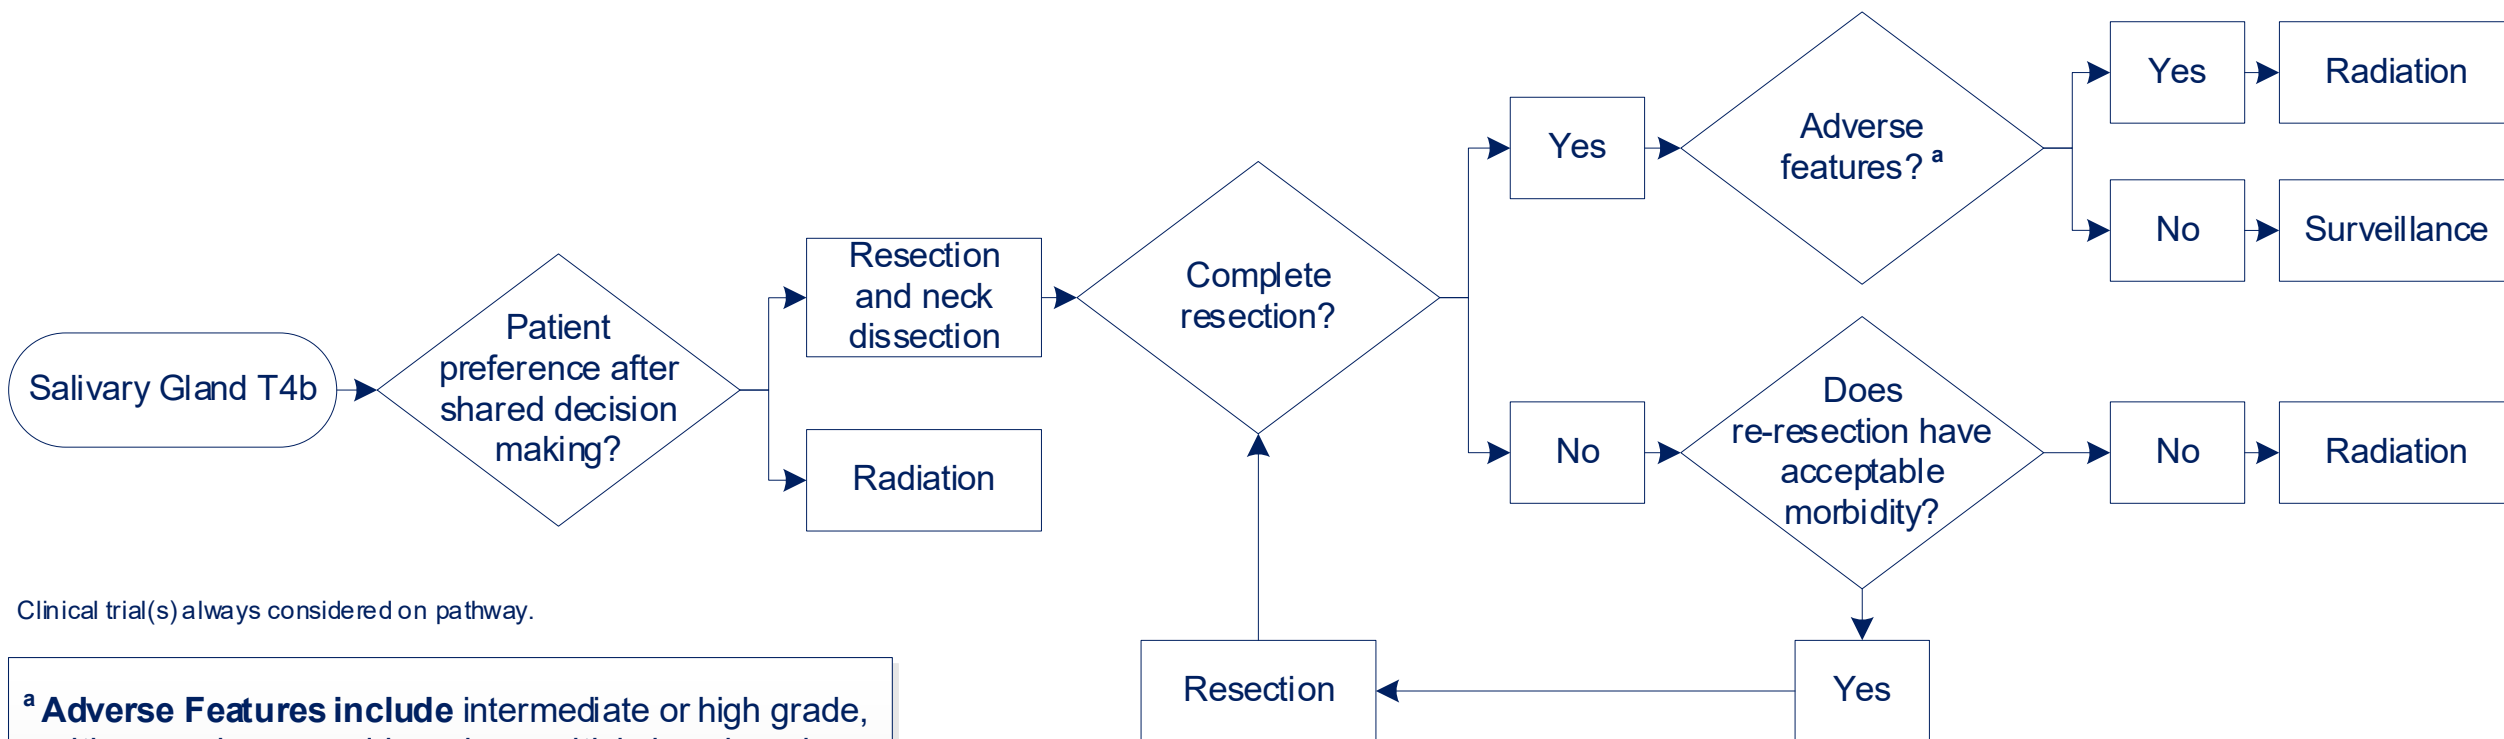 Salivary Gland T4b
Patient
preference after
shared decision
making?
Resection
and neck
dissection
Radiation
Complete
resection?
Yes
Adverse
features? a
Yes
Radiation
No
Surveillance
No
Does
re-resection have
acceptable
morbidity?
No
Radiation
Yes
Resection
Clinical trial(s) always considered on pathway.
a Adverse Features include intermediate or high grade,